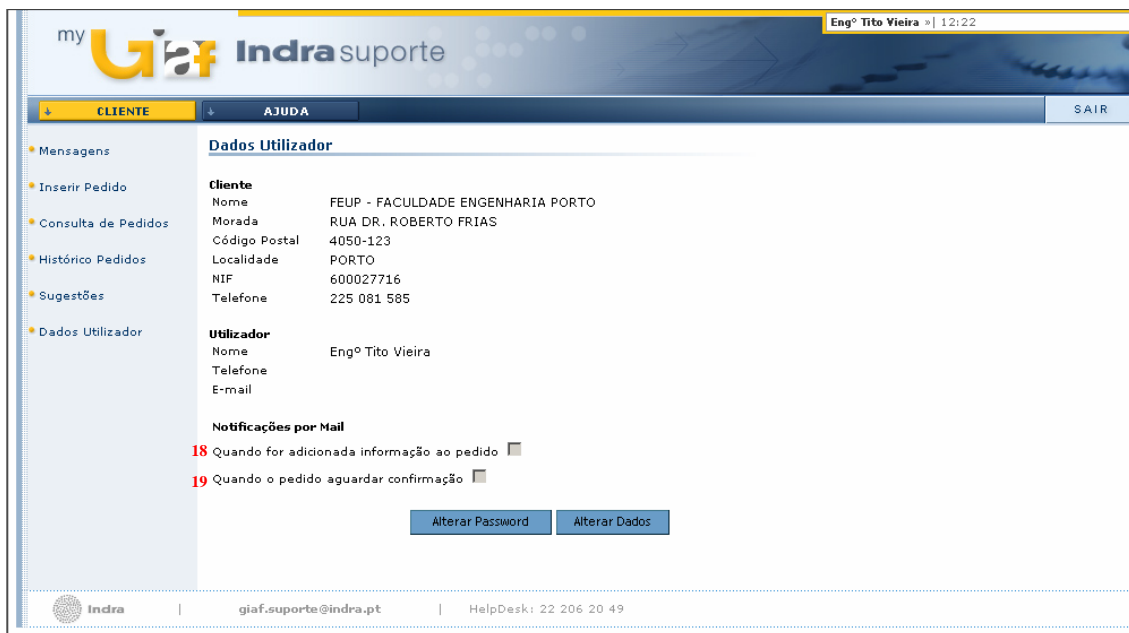 my Giaf Indra suporte
Engº Tito Vieira »| 12:22
CLIENTE AJUDA SAIR
Mensagens
Inserir Pedido
Consulta de Pedidos
Histórico Pedidos
Sugestões
Dados Utilizador
Dados Utilizador
Cliente
Nome FEUP - FACULDADE ENGENHARIA PORTO
Morada RUA DR. ROBERTO FRIAS
Código Postal 4050-123
Localidade PORTO
NIF 600027716
Telefone 225 081 585
Utilizador
Nome Engº Tito Vieira
Telefone
E-mail
Notificações por Mail
18 Quando for adicionada informação ao pedido
19 Quando o pedido aguardar confirmação
Alterar Password Alterar Dados
Indra | giaf.suporte@indra.pt | HelpDesk: 22 206 20 49